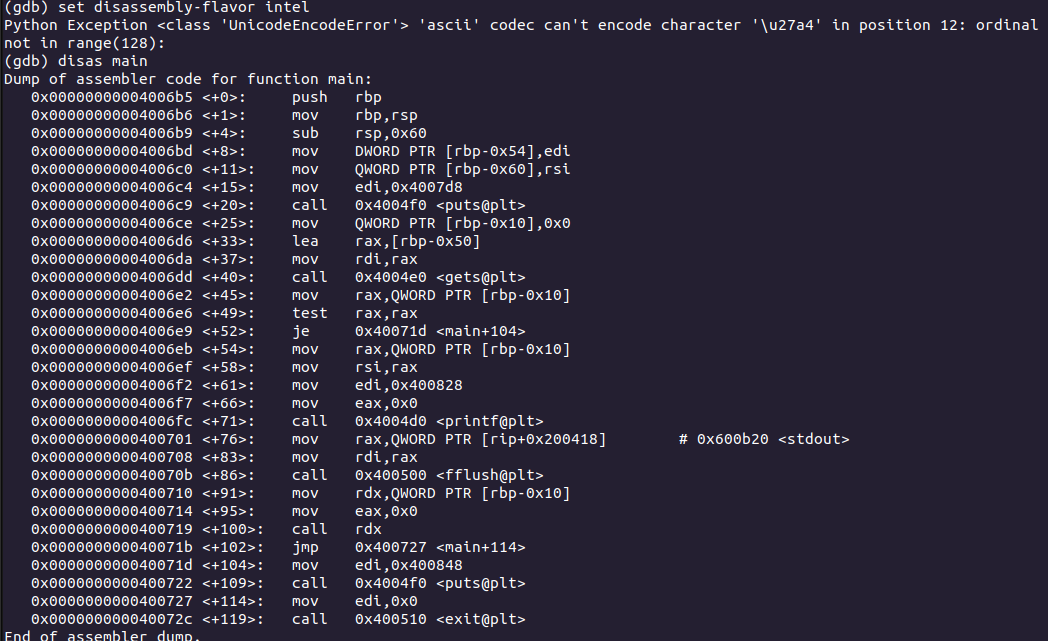 (gdb) set disassembly-flavor intel
Python Exception <class 'UnicodeEncodeError'> 'ascii' codec can't encode character '\u27a4' in position 12: ordinal
not in range(128):
(gdb) disas main
Dump of assembler code for function main:
   0x00000000004006b5 <+0>:     push   rbp
   0x00000000004006b6 <+1>:     mov    rbp,rsp
   0x00000000004006b9 <+4>:     sub    rsp,0x60
   0x00000000004006bd <+8>:     mov    DWORD PTR [rbp-0x54],edi
   0x00000000004006c0 <+11>:    mov    QWORD PTR [rbp-0x60],rsi
   0x00000000004006c4 <+15>:    mov    edi,0x4007d8
   0x00000000004006c9 <+20>:    call   0x4004f0 <puts@plt>
   0x00000000004006ce <+25>:    mov    QWORD PTR [rbp-0x10],0x0
   0x00000000004006d6 <+33>:    lea    rax,[rbp-0x50]
   0x00000000004006da <+37>:    mov    rdi,rax
   0x00000000004006dd <+40>:    call   0x4004e0 <gets@plt>
   0x00000000004006e2 <+45>:    mov    rax,QWORD PTR [rbp-0x10]
   0x00000000004006e6 <+49>:    test   rax,rax
   0x00000000004006e9 <+52>:    je     0x40071d <main+104>
   0x00000000004006eb <+54>:    mov    rax,QWORD PTR [rbp-0x10]
   0x00000000004006ef <+58>:    mov    rsi,rax
   0x00000000004006f2 <+61>:    mov    edi,0x400828
   0x00000000004006f7 <+66>:    mov    eax,0x0
   0x00000000004006fc <+71>:    call   0x4004d0 <printf@plt>
   0x0000000000400701 <+76>:    mov    rax,QWORD PTR [rip+0x200418]        # 0x600b20 <stdout>
   0x0000000000400708 <+83>:    mov    rdi,rax
   0x000000000040070b <+86>:    call   0x400500 <fflush@plt>
   0x0000000000400710 <+91>:    mov    rdx,QWORD PTR [rbp-0x10]
   0x0000000000400714 <+95>:    mov    eax,0x0
   0x0000000000400719 <+100>:   call   rdx
   0x000000000040071b <+102>:   jmp    0x400727 <main+114>
   0x000000000040071d <+104>:   mov    edi,0x400848
   0x0000000000400722 <+109>:   call   0x4004f0 <puts@plt>
   0x0000000000400727 <+114>:   mov    edi,0x0
   0x000000000040072c <+119>:   call   0x400510 <exit@plt>
End of assembler dump.